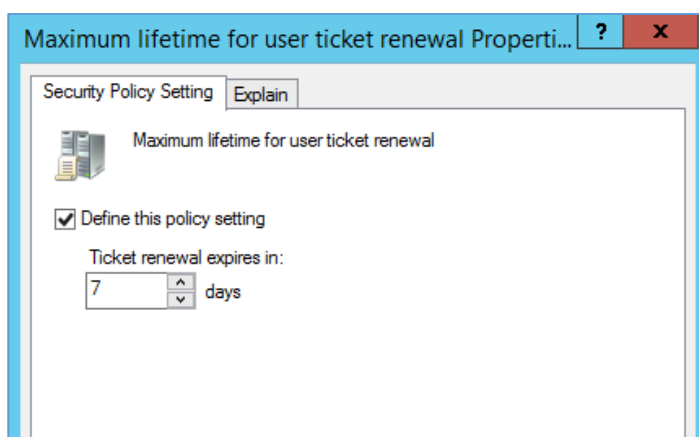 Maximum lifetime for user ticket renewal Properti... ? x
Security Policy Setting Explain
Maximum lifetime for user ticket renewal
Define this policy setting
Ticket renewal expires in:
7 days